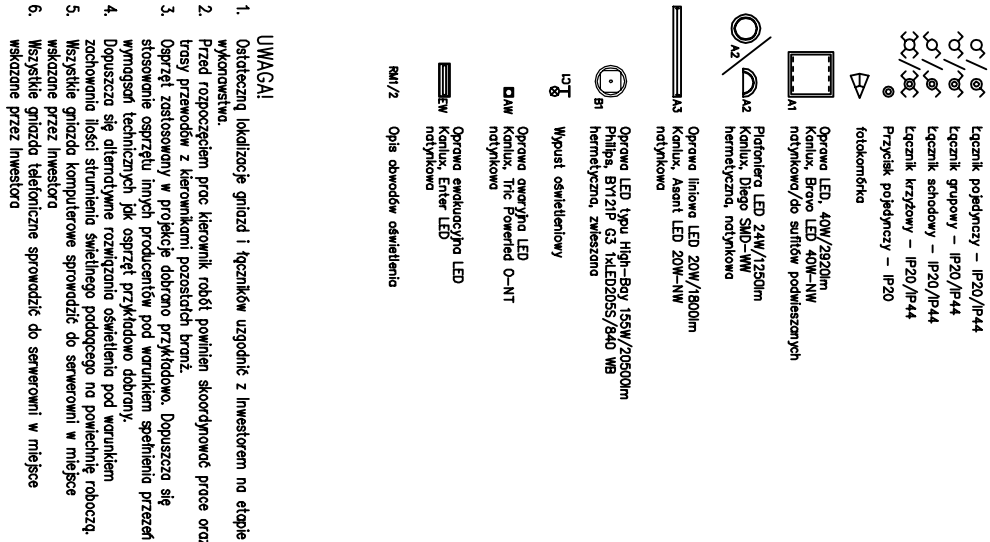 Łącznik pojedynczy – IP20/IP44
Łącznik grupowy – IP20/IP44
Łącznik schodowy – IP20/IP44
Łącznik krzyżowy – IP20/IP44
Przycisk pojedynczy – IP20
fotokomórka
A1
Oprawa LED, 40W/2920lm
Kanlux, Bravo LED 40W-NW
natynkowa/do sufitów podwieszanych
A2
A2
Plafoniera LED 24W/1250lm
Kanlux, Diego SMD-WW
hermetyczna, natynkowa
A3
Oprawa liniowa LED 20W/1800lm
Kanlux, Asant LED 20W-NW
natynkowa
B1
Oprawa LED typu High-Bay 155W/20500lm
Philips, BY121P G3 1xLED205S/840 WB
hermetyczna, zwieszana
Wypust oświetleniowy
AW
Oprawa awaryjna LED
Kanlux, Tric Powerled O-NT
natynkowa
EW
Oprawa ewakuacyjna LED
Kanlux, Enter LED
natynkowa
RM1/2
Opis obwodów oświetlenia
UWAGA!
1. Ostateczną lokalizację gniazd i łączników uzgodnić z Inwestorem na etapie
wykonawstwa.
2. Przed rozpoczęciem prac kierownik robót powinien skoordynować prace oraz
trasy przewodów z kierownikami pozostałch branż.
3. Osprzęt zastosowany w projekcje dobrano przykładowo. Dopuszcza się
stosowanie osprzętu innych producentów pod warunkiem spełnienia przezeń
wymogasń technicznych jak osprzęt przykładowo dobrany.
4. Dopuszcza się alternatywne rozwiązania oświetlenia pod warunkiem
zachowania ilości strumienia świetlnego padaącego na powiechnię roboczą.
5. Wszystkie gniazda komputerowe sprowadzić do serwerowni w miejsce
wskazane przez Inwestora
6. Wszystkie gniazda telefoniczne sprowadzić do serwerowni w miejsce
wskazane przez Inwestora